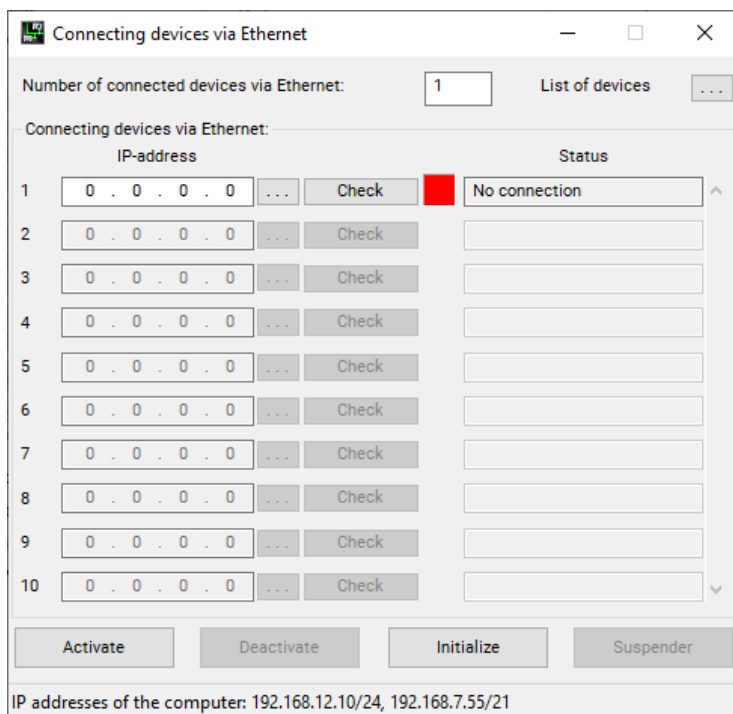 Connecting devices via Ethernet
Number of connected devices via Ethernet: 1 List of devices ...
Connecting devices via Ethernet:
IP-address Status
1 0 . 0 . 0 . 0 ... Check No connection
2 0 . 0 . 0 . 0 ... Check
3 0 . 0 . 0 . 0 ... Check
4 0 . 0 . 0 . 0 ... Check
5 0 . 0 . 0 . 0 ... Check
6 0 . 0 . 0 . 0 ... Check
7 0 . 0 . 0 . 0 ... Check
8 0 . 0 . 0 . 0 ... Check
9 0 . 0 . 0 . 0 ... Check
10 0 . 0 . 0 . 0 ... Check
Activate Deactivate Initialize Suspender
IP addresses of the computer: 192.168.12.10/24, 192.168.7.55/21